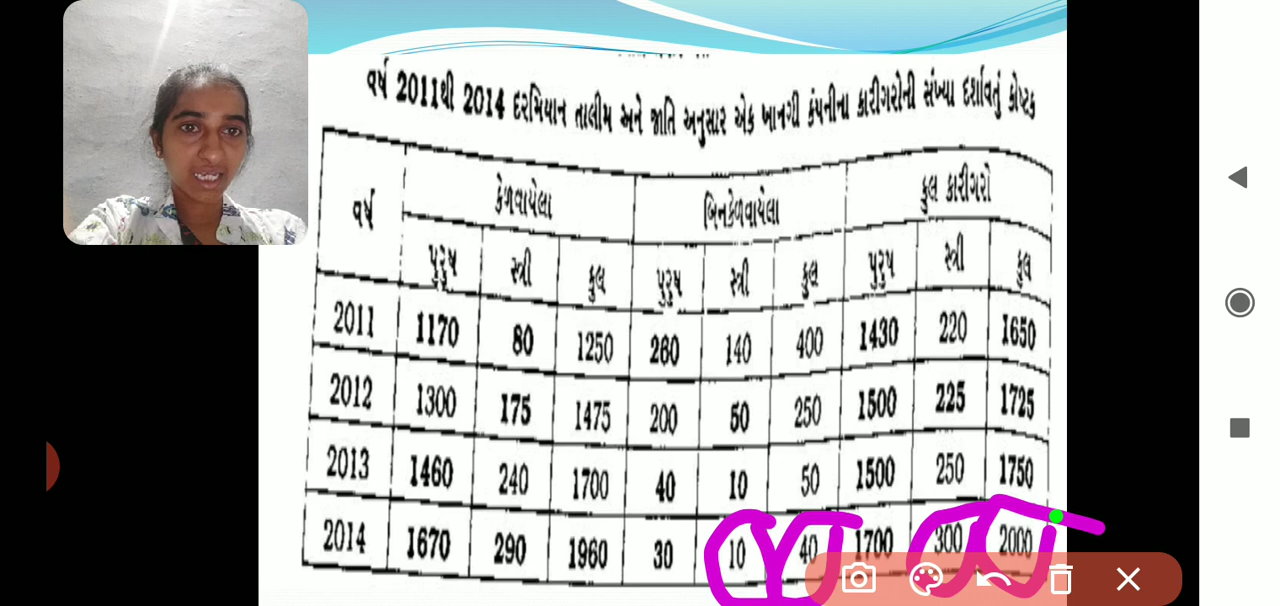 વર્ષ 2011થી 2014 દરમિયાન તાલીમ અને જાતિ અનુસાર એક ખાનગી કંપનીના કારીગરોની સંખ્યા દર્શાવતું કોષ્ટક
વર્ષ કેળવાયેલા બિનકેળવાયેલા કુલ કારીગરો
પુરુષ સ્ત્રી કુલ પુરુષ સ્ત્રી કુલ પુરુષ સ્ત્રી કુલ
2011 1170 80 1250 260 140 400 1430 220 1650
2012 1300 175 1475 200 50 250 1500 225 1725
2013 1460 240 1700 40 10 50 1500 250 1750
2014 1670 290 1960 30 10 40 1700 300 2000